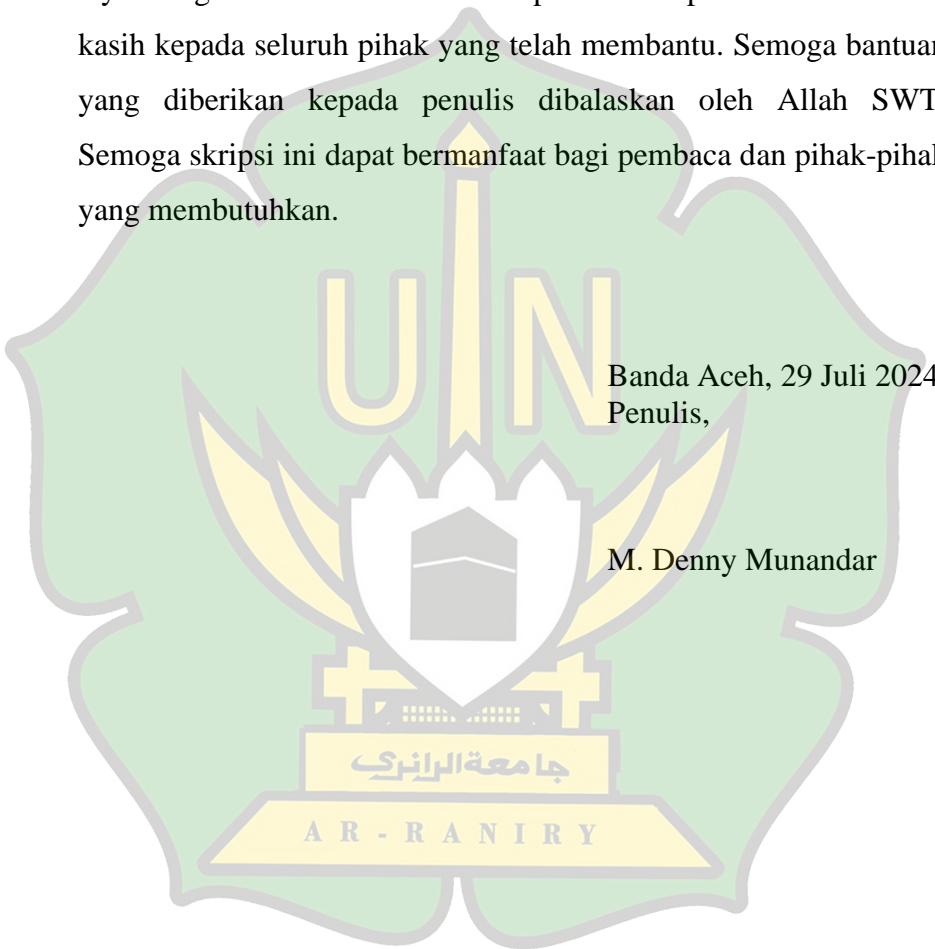 kasih kepada seluruh pihak yang telah membantu. Semoga bantuan
yang diberikan kepada penulis dibalaskan oleh Allah SWT
Semoga skripsi ini dapat bermanfaat bagi pembaca dan pihak-pihak
yang membutuhkan.
UIN
Banda Aceh, 29 Juli 2024
Penulis,
M. Denny Munandar
جامعة الرانري
AR-RANIRY